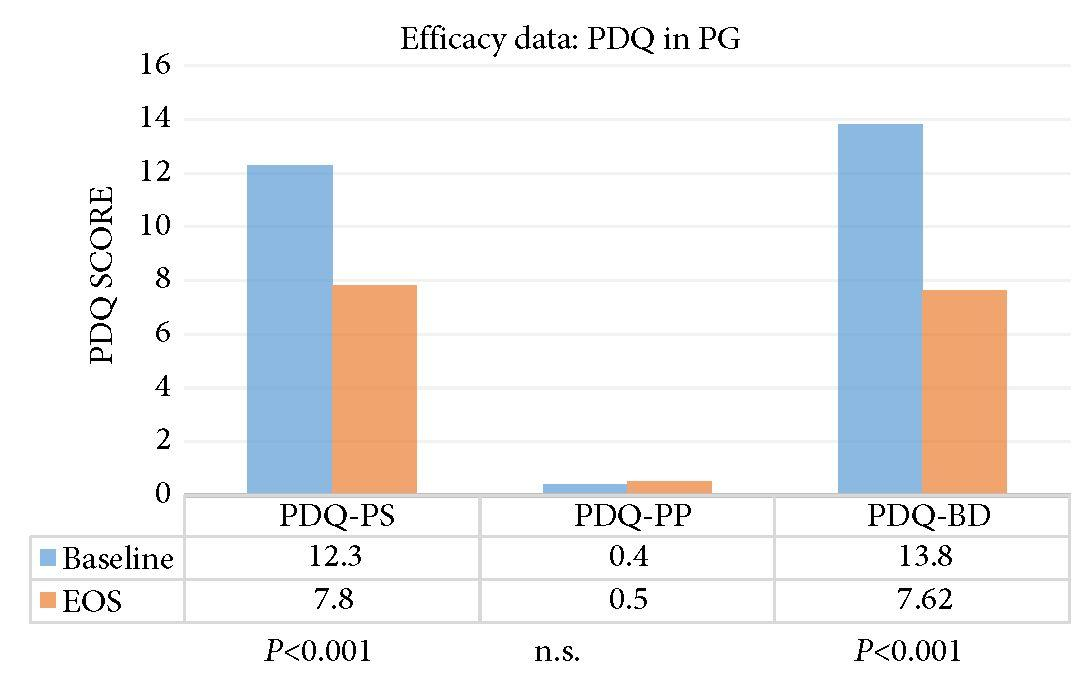 Efficacy data: PDQ in PG
16
14
12
10
8
6
4
2
0
PDQ SCORE
PDQ-PS PDQ-PP PDQ-BD
Baseline 12.3 0.4 13.8
EOS 7.8 0.5 7.62
P<0.001 n.s. P<0.001